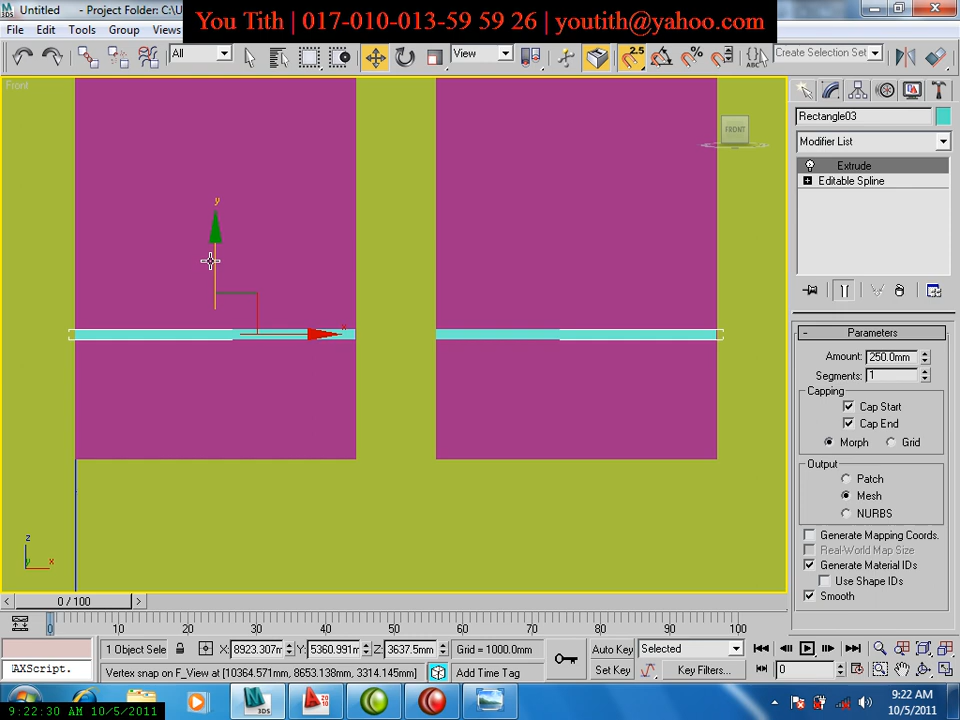 Untitled - Project Folder: C:\U
You Tith | 017-010-013-59 59 26 | youtith@yahoo.com
File Edit Tools Group Views
All View 2.5 Create Selection Set
Front
FRONT
y
x
z
x
Rectangle03
Modifier List
Extrude
Editable Spline
- Parameters
Amount: 250.0mm
Segments: 1
Capping
Cap Start
Cap End
Morph Grid
Output
Patch
Mesh
NURBS
Generate Mapping Coords.
Real-World Map Size
Generate Material IDs
Use Shape IDs
Smooth
< 0 / 100 >
0 10 20 30 40 50 60 70 80 90 100
1 Object Sele X: 8923.307m Y: 5360.991m Z: 3637.5mm Grid = 1000.0mm Auto Key Selected
AXScript. Vertex snap on F_View at [10364.571mm, 8653.138mm, 3314.145mm] Add Time Tag Set Key Key Filters... 0
9:22 AM
10/5/2011
9:22:30 AM 10/5/2011